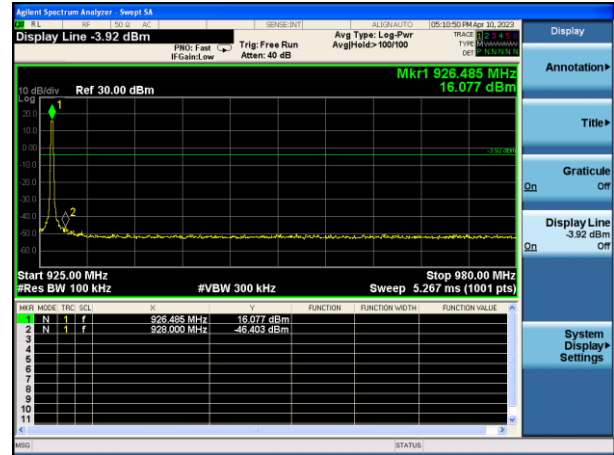 Agilent Spectrum Analyzer - Swept SA
RL RF 50 Ω AC SENSE:INT ALIGNAUTO 05:10:50 PM Apr 10, 2023
Display Line -3.92 dBm
PNO: Fast
IFGain:Low
Trig: Free Run
Atten: 40 dB
Avg Type: Log-Pwr
Avg|Hold:>100/100
TRACE 1 2 3 4 5 6
TYPE
DET P N N N N N
Mkr1 926.485 MHz
16.077 dBm
10 dB/div Ref 30.00 dBm
Log
1
20.0
10.0
0.00
-3.92 dBm
-10.0
-20.0
-30.0
-40.0
2
-50.0
-60.0
Start 925.00 MHz Stop 980.00 MHz
#Res BW 100 kHz #VBW 300 kHz Sweep 5.267 ms (1001 pts)
MKR MODE TRC SCL X Y FUNCTION FUNCTION WIDTH FUNCTION VALUE
1 N 1 f 926.485 MHz 16.077 dBm
2 N 1 f 928.000 MHz -46.403 dBm
3
4
5
6
7
8
9
10
11
MSG STATUS
Display
Annotation
Title
Graticule
On Off
Display Line
-3.92 dBm
On Off
System
Display
Settings